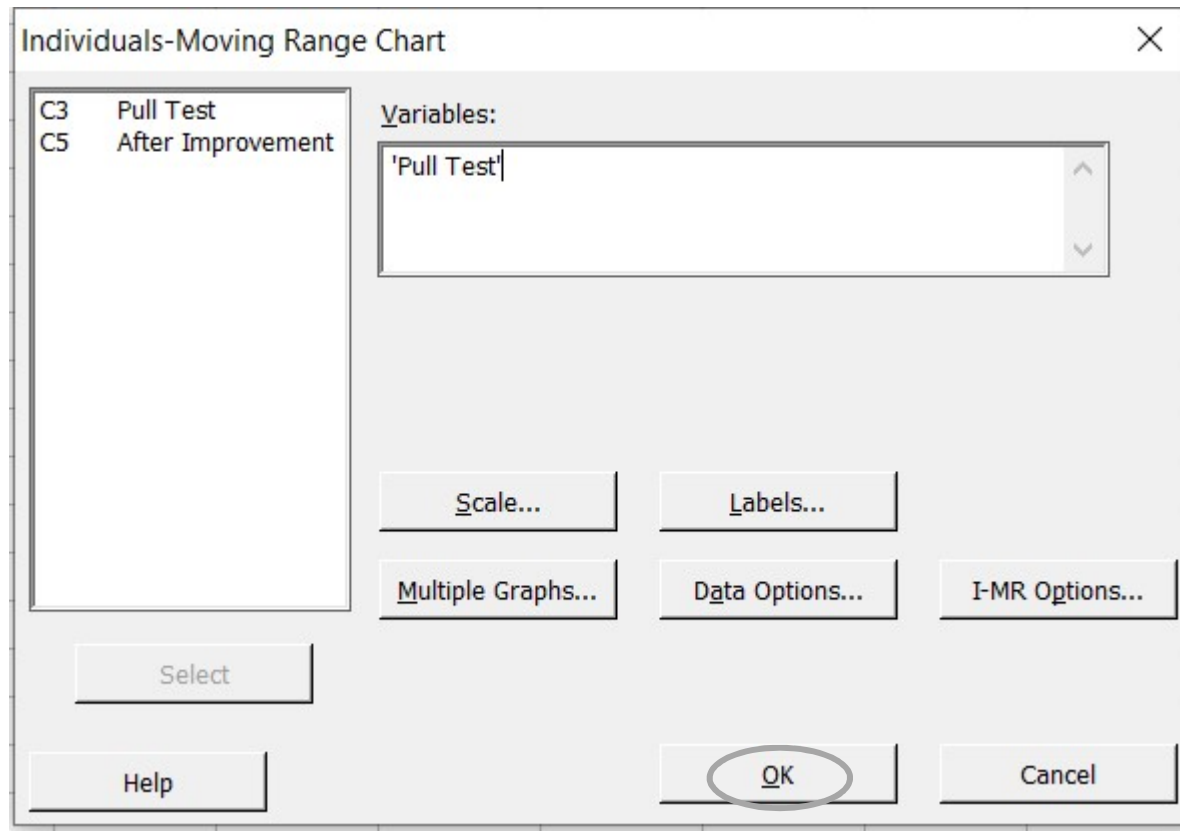 Individuals-Moving Range Chart
C3 Pull Test
C5 After Improvement
Variables:
'Pull Test'
Scale...
Labels...
Multiple Graphs...
Data Options...
I-MR Options...
Select
Help
OK
Cancel